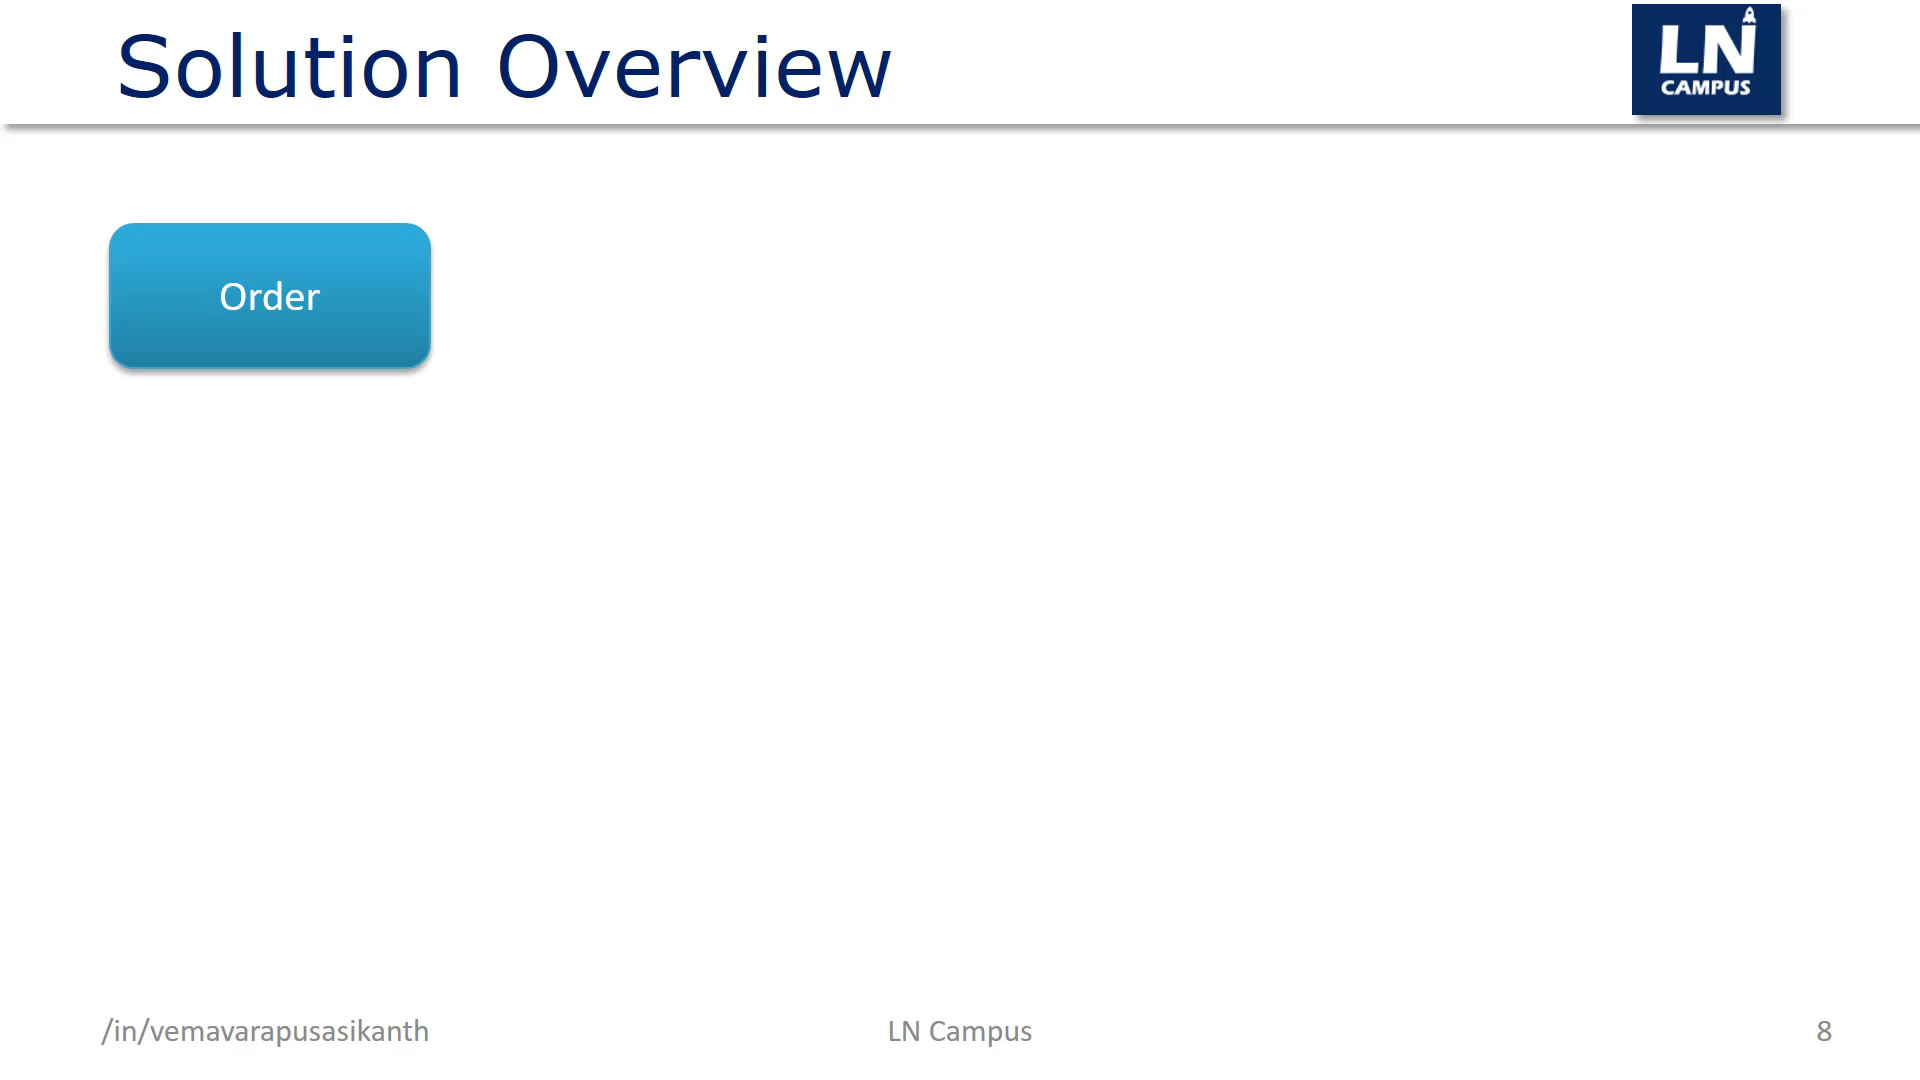 Solution Overview
LN
CAMPUS
Order
/in/vemavarapusasikanth
LN Campus
8